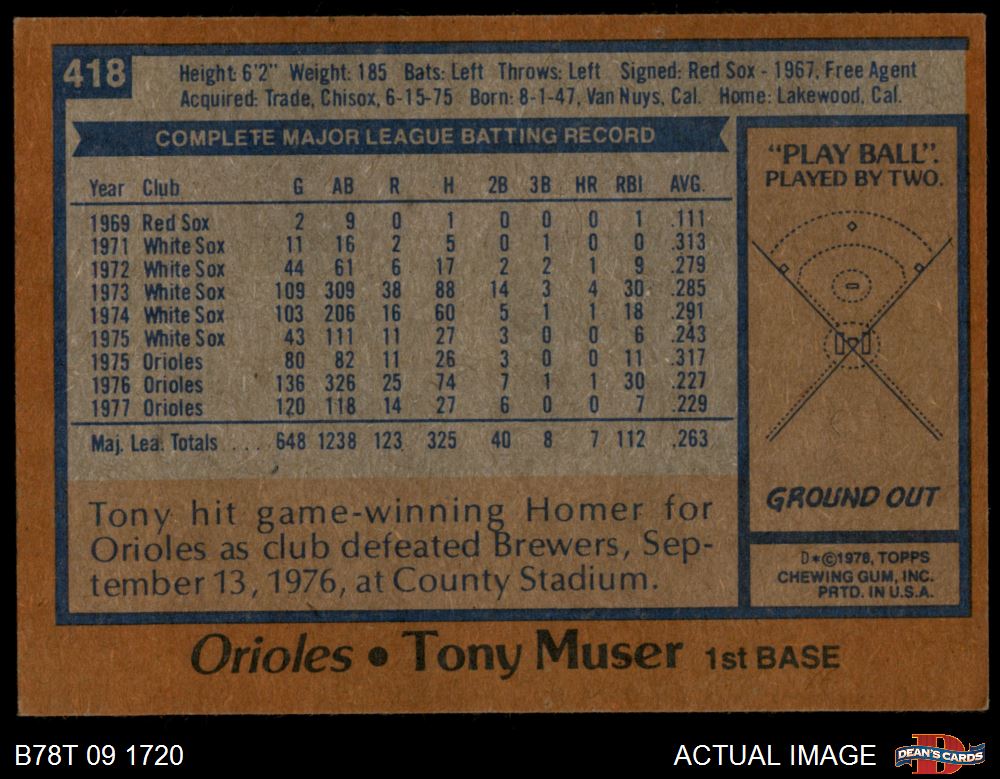 418
Height: 6'2" Weight: 185 Bats: Left Throws: Left Signed: Red Sox - 1967, Free Agent
Acquired: Trade, Chisox, 6-15-75 Born: 8-1-47, Van Nuys, Cal. Home: Lakewood, Cal.
COMPLETE MAJOR LEAGUE BATTING RECORD
Year Club G AB R H 2B 3B HR RBI AVG.
1969 Red Sox 2 9 0 1 0 0 0 1 .111
1971 White Sox 11 16 2 5 0 1 0 0 .313
1972 White Sox 44 61 6 17 2 2 1 9 .279
1973 White Sox 109 309 38 88 14 3 4 30 .285
1974 White Sox 103 206 16 60 5 1 1 18 .291
1975 White Sox 43 111 11 27 3 0 0 6 .243
1975 Orioles 80 82 11 26 3 0 0 11 .317
1976 Orioles 136 326 25 74 7 1 1 30 .227
1977 Orioles 120 118 14 27 6 0 0 7 .229
Maj. Lea. Totals . . . . 648 1238 123 325 40 8 7 112 .263
Tony hit game-winning Homer for
Orioles as club defeated Brewers, Sep-
tember 13, 1976, at County Stadium.
"PLAY BALL".
PLAYED BY TWO.
GROUND OUT
D*©1978, TOPPS
CHEWING GUM, INC.
PRTD. IN U.S.A.
Orioles • Tony Muser 1st BASE
B78T 09 1720
ACTUAL IMAGE
D
DEAN'S CARDS